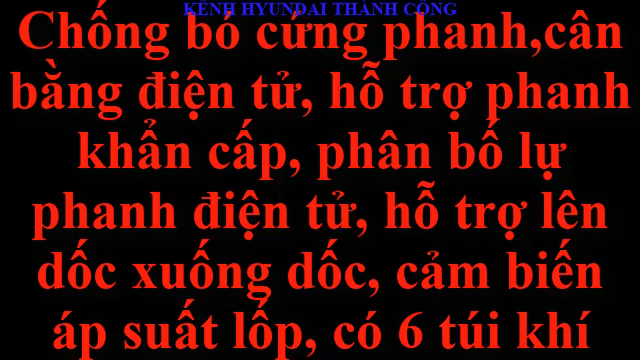 KÊNH HYUNDAI THÀNH CÔNG
Chống bó cứng phanh,cân
bằng điện tử, hỗ trợ phanh
khẩn cấp, phân bố lự
phanh điện tử, hỗ trợ lên
dốc xuống dốc, cảm biến
áp suất lốp, có 6 túi khí